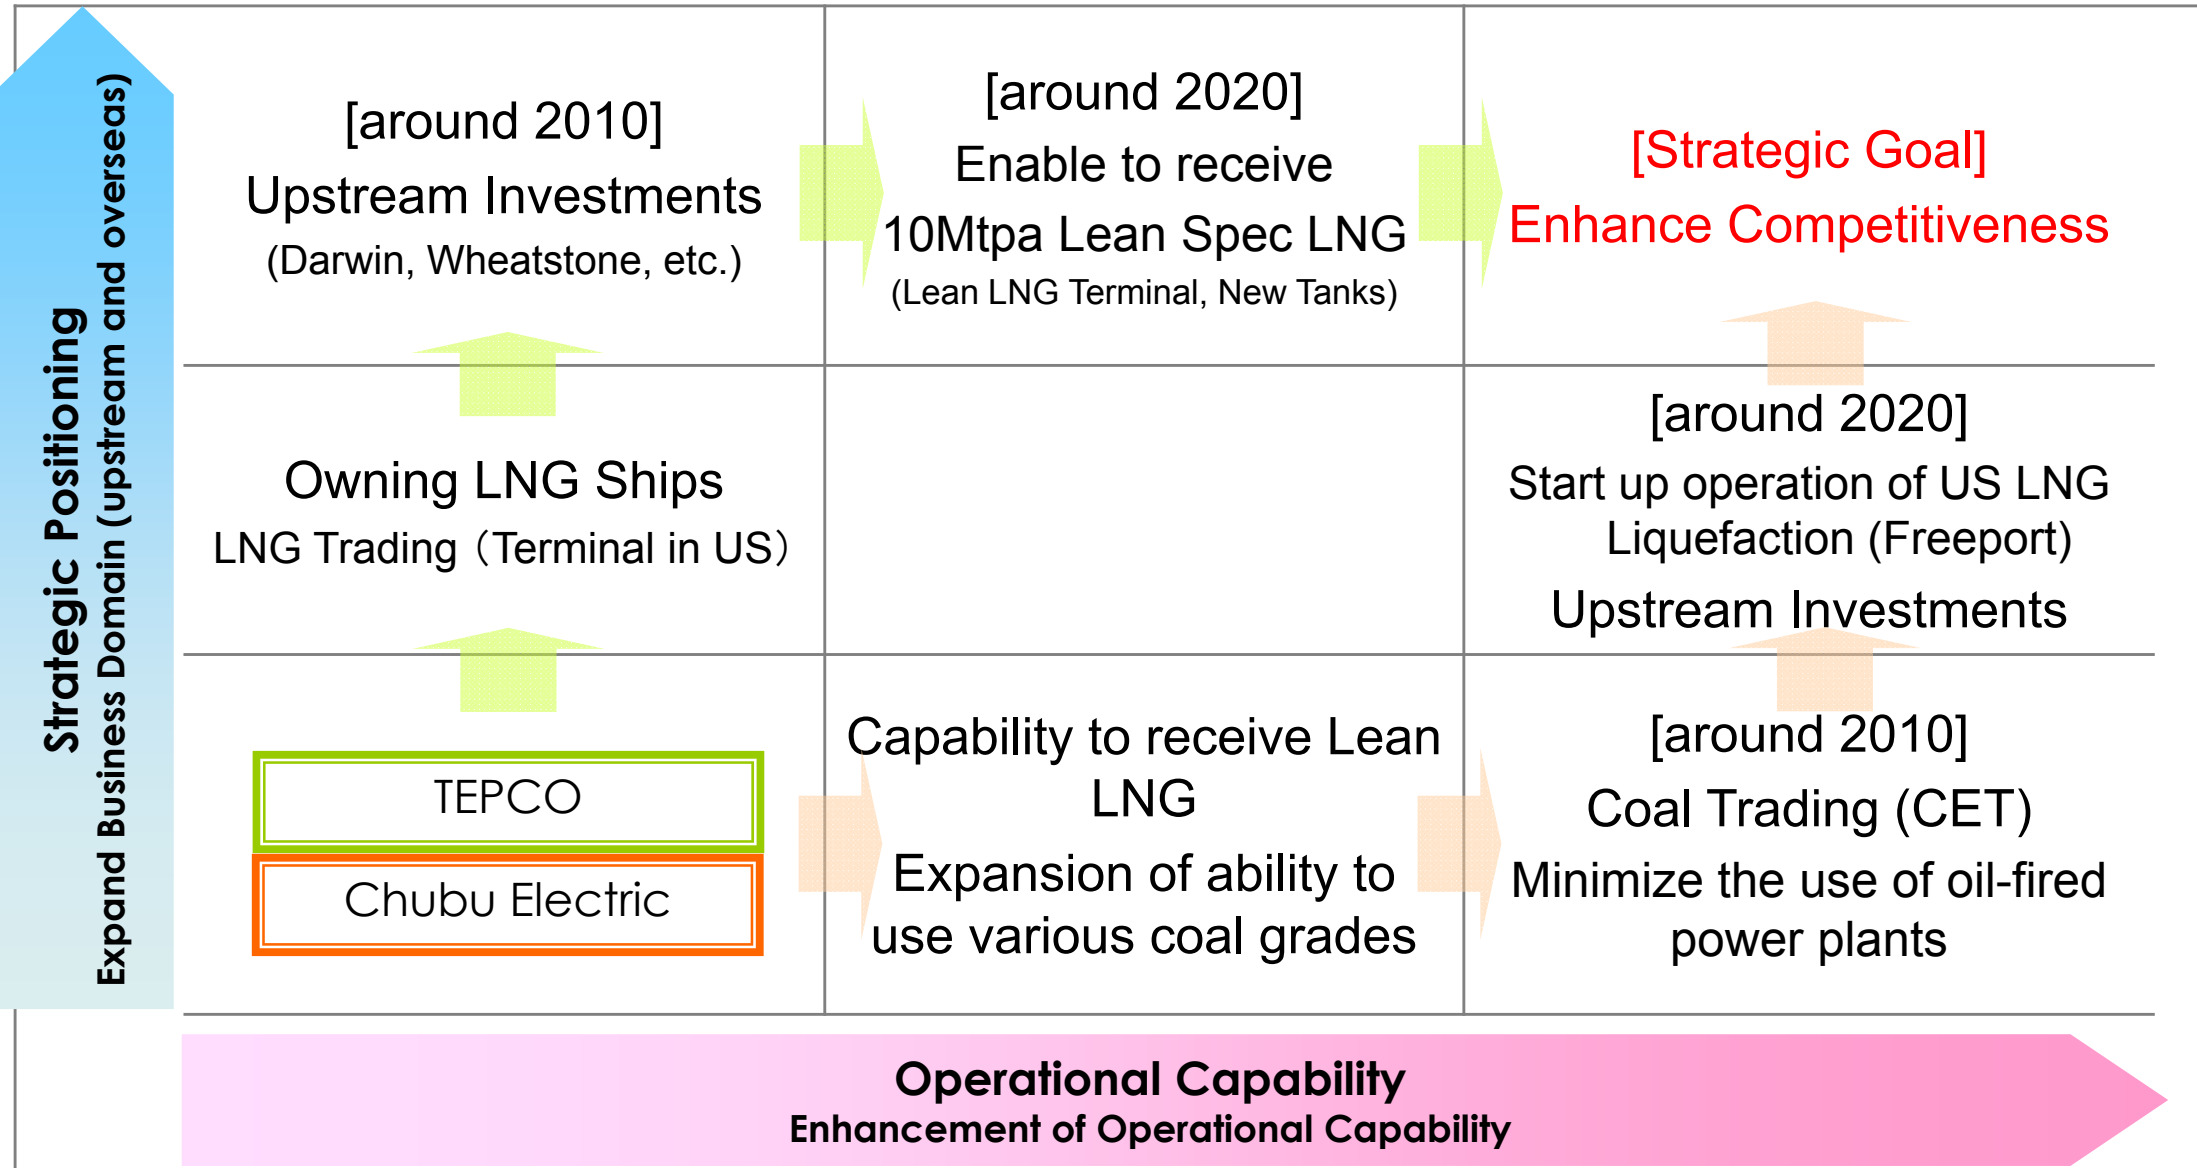 Strategic Positioning
Expand Business Domain (upstream and overseas)
[around 2010]
Upstream Investments
(Darwin, Wheatstone, etc.)
[around 2020]
Enable to receive
10Mtpa Lean Spec LNG
(Lean LNG Terminal, New Tanks)
[Strategic Goal]
Enhance Competitiveness
Owning LNG Ships
LNG Trading（Terminal in US）
[around 2020]
Start up operation of US LNG
Liquefaction (Freeport)
Upstream Investments
TEPCO
Chubu Electric
Capability to receive Lean
LNG
Expansion of ability to
use various coal grades
[around 2010]
Coal Trading (CET)
Minimize the use of oil-fired
power plants
Operational Capability
Enhancement of Operational Capability